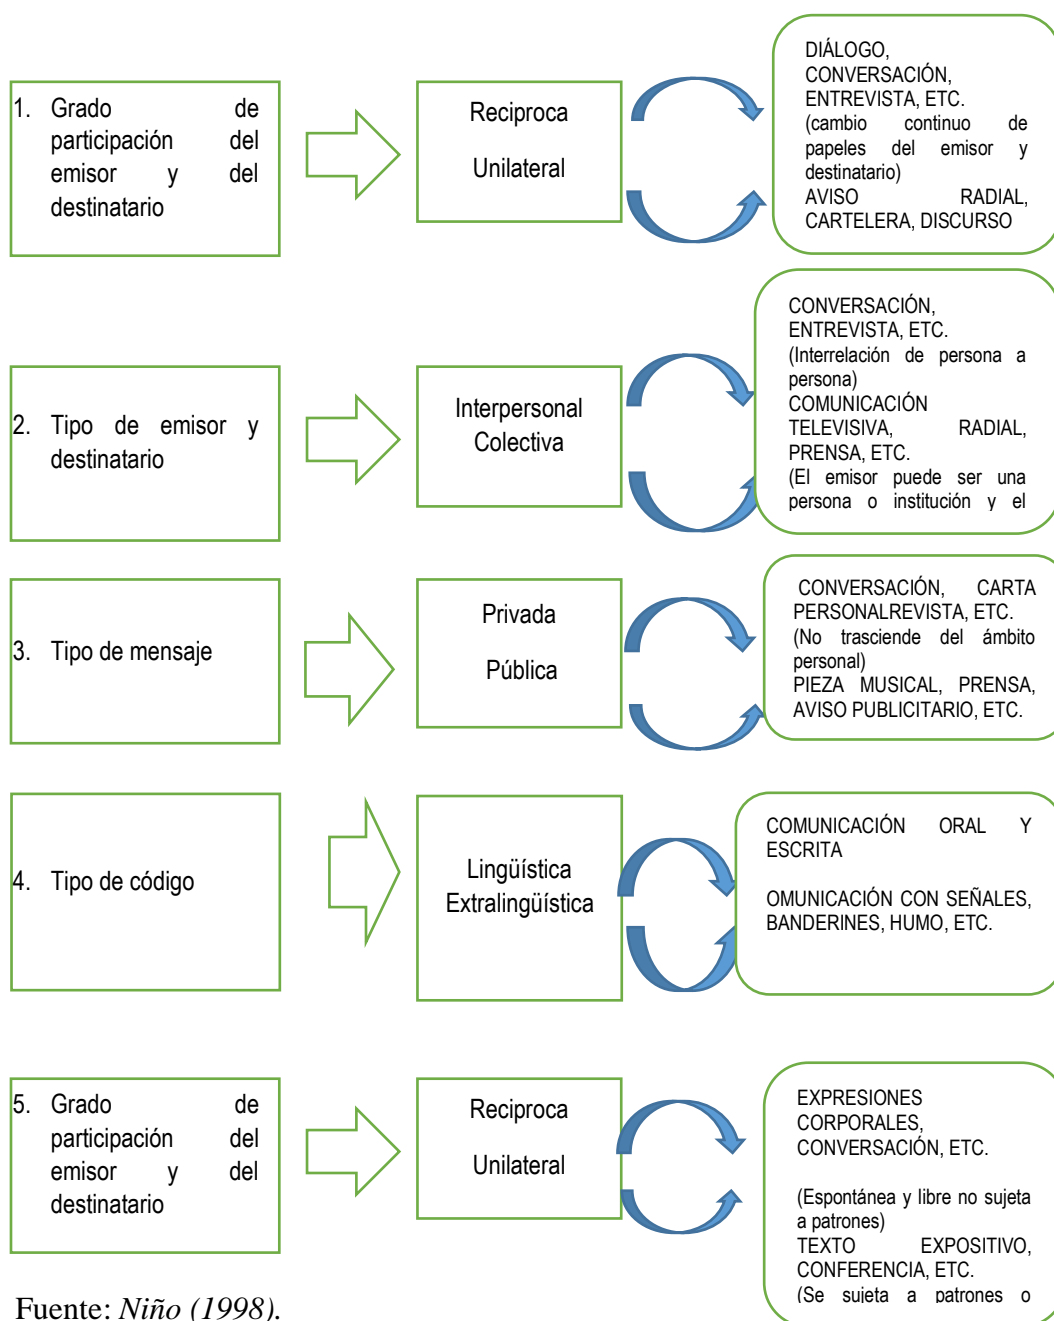 1. Grado de
participación del
emisor y del
destinatario
Reciproca
Unilateral
DIÁLOGO,
CONVERSACIÓN,
ENTREVISTA, ETC.
(cambio continuo de
papeles del emisor y
destinatario)
AVISO RADIAL,
CARTELERA, DISCURSO
2. Tipo de emisor y
destinatario
Interpersonal
Colectiva
CONVERSACIÓN,
ENTREVISTA, ETC.
(Interrelación de persona a
persona)
COMUNICACIÓN
TELEVISIVA, RADIAL,
PRENSA, ETC.
(El emisor puede ser una
persona o institución y el
3. Tipo de mensaje
Privada
Pública
CONVERSACIÓN, CARTA
PERSONALREVISTA, ETC.
(No trasciende del ámbito
personal)
PIEZA MUSICAL, PRENSA,
AVISO PUBLICITARIO, ETC.
4. Tipo de código
Lingüística
Extralingüística
COMUNICACIÓN ORAL Y
ESCRITA
OMUNICACIÓN CON SEÑALES,
BANDERINES, HUMO, ETC.
5. Grado de
participación del
emisor y del
destinatario
Reciproca
Unilateral
EXPRESIONES
CORPORALES,
CONVERSACIÓN, ETC.
(Espontánea y libre no sujeta
a patrones)
TEXTO EXPOSITIVO,
CONFERENCIA, ETC.
(Se sujeta a patrones o
Fuente: Niño (1998).